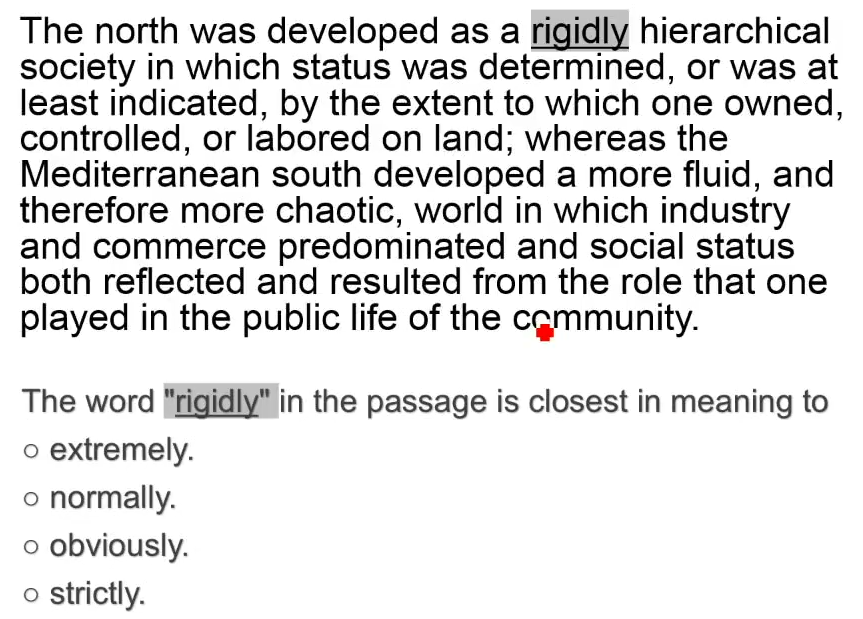 The north was developed as a rigidly hierarchical
society in which status was determined, or was at
least indicated, by the extent to which one owned,
controlled, or labored on land; whereas the
Mediterranean south developed a more fluid, and
therefore more chaotic, world in which industry
and commerce predominated and social status
both reflected and resulted from the role that one
played in the public life of the community.
The word "rigidly" in the passage is closest in meaning to
○ extremely.
○ normally.
○ obviously.
○ strictly.